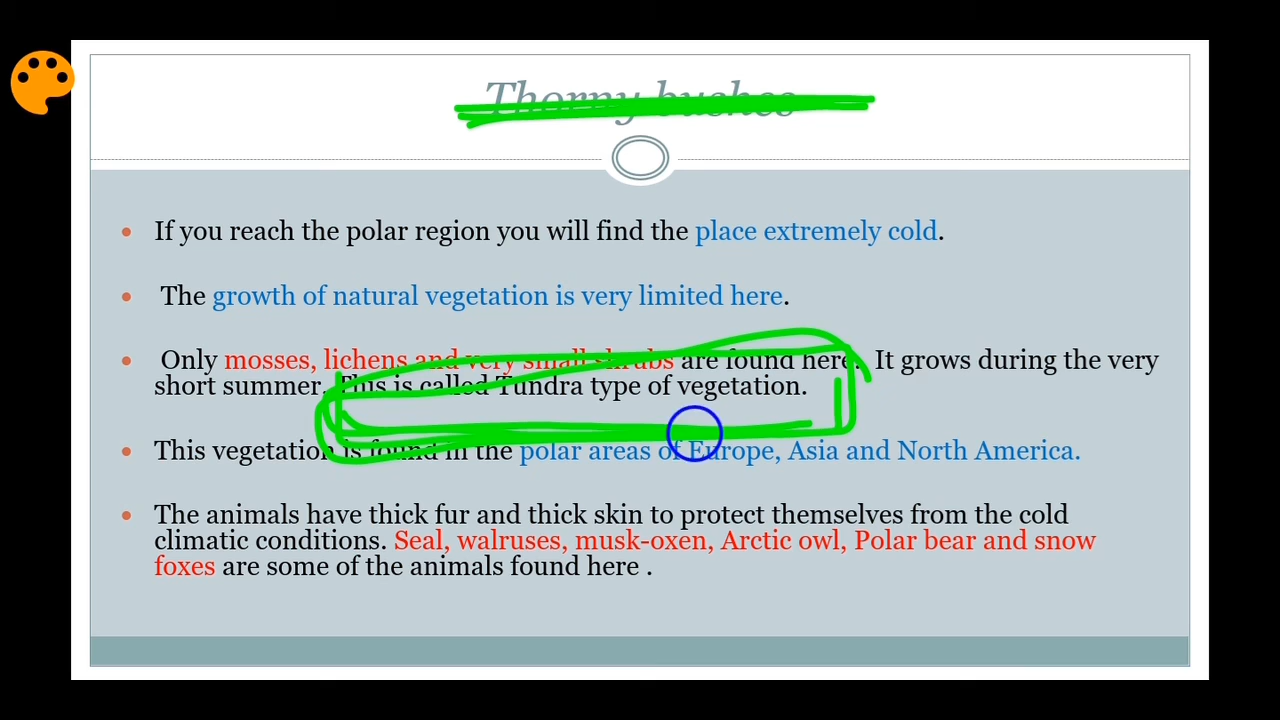 Thorny bushes
If you reach the polar region you will find the place extremely cold.
The growth of natural vegetation is very limited here.
Only mosses, lichens and very small shrubs are found here. It grows during the very
short summer. This is called Tundra type of vegetation.
This vegetation is found in the polar areas of Europe, Asia and North America.
The animals have thick fur and thick skin to protect themselves from the cold
climatic conditions. Seal, walruses, musk-oxen, Arctic owl, Polar bear and snow
foxes are some of the animals found here .